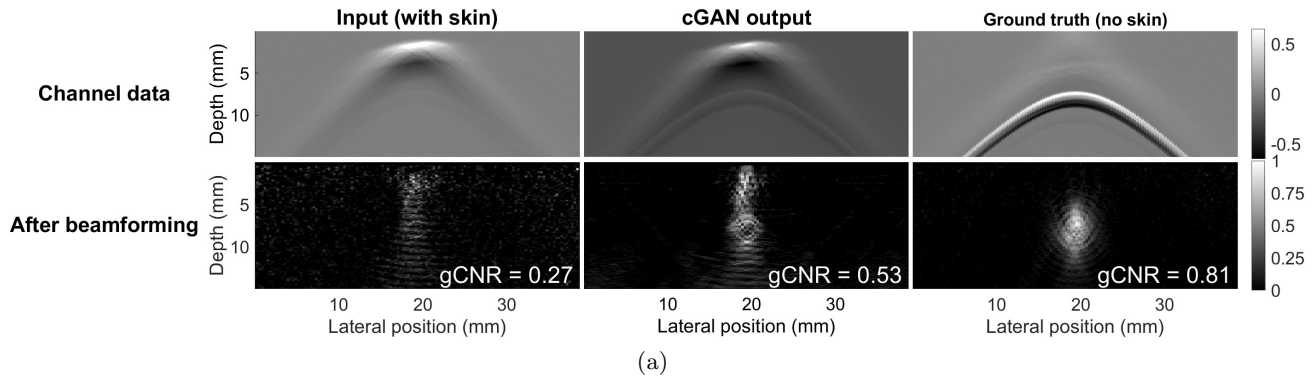 Input (with skin)
cGAN output
Ground truth (no skin)
Channel data
Depth (mm)
5
10
0.5
0
-0.5
After beamforming
Depth (mm)
5
10
gCNR = 0.27
gCNR = 0.53
gCNR = 0.81
1
0.75
0.5
0.25
0
10 20 30
10 20 30
10 20 30
Lateral position (mm)
Lateral position (mm)
Lateral position (mm)
(a)